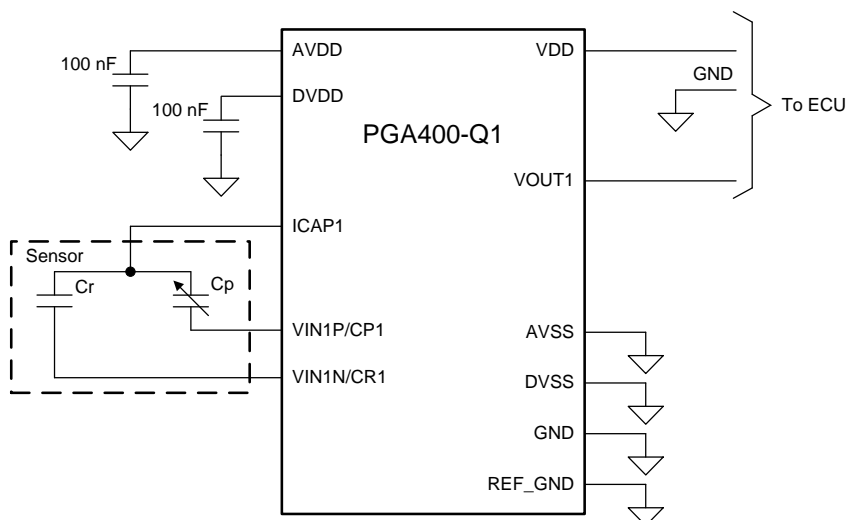 AVDD
VDD
100 nF
GND
DVDD
100 nF
To ECU
PGA400-Q1
VOUT1
ICAP1
Sensor
Cr
Cp
VIN1P/CP1
AVSS
VIN1N/CR1
DVSS
GND
REF_GND